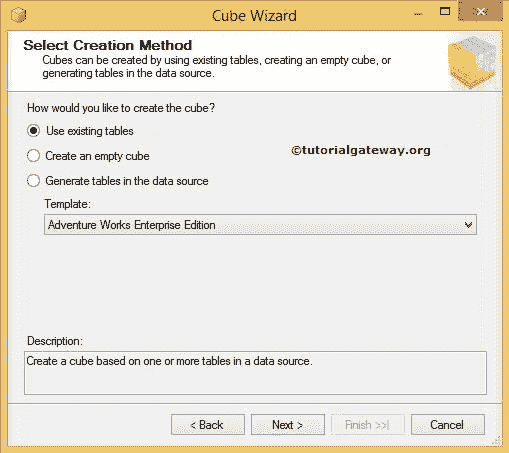 Cube Wizard
Select Creation Method
Cubes can be created by using existing tables, creating an empty cube, or
generating tables in the data source.
How would you like to create the cube?
Use existing tables
©tutorialgateway.org
Create an empty cube
Generate tables in the data source
Template:
Adventure Works Enterprise Edition
Description:
Create a cube based on one or more tables in a data source.
< Back Next > Finish >>| Cancel